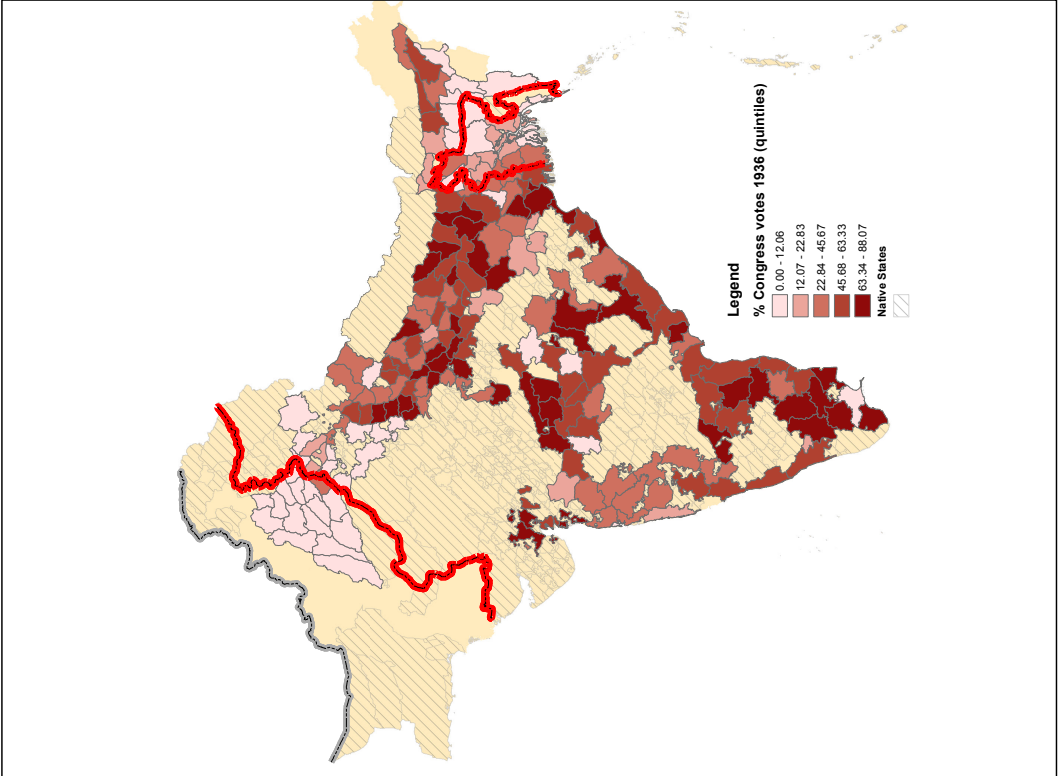 Legend
% Congress votes 1936 (quintiles)
0.00 - 12.06
12.07 - 22.83
22.84 - 45.67
45.68 - 63.33
63.34 - 88.07
Native States